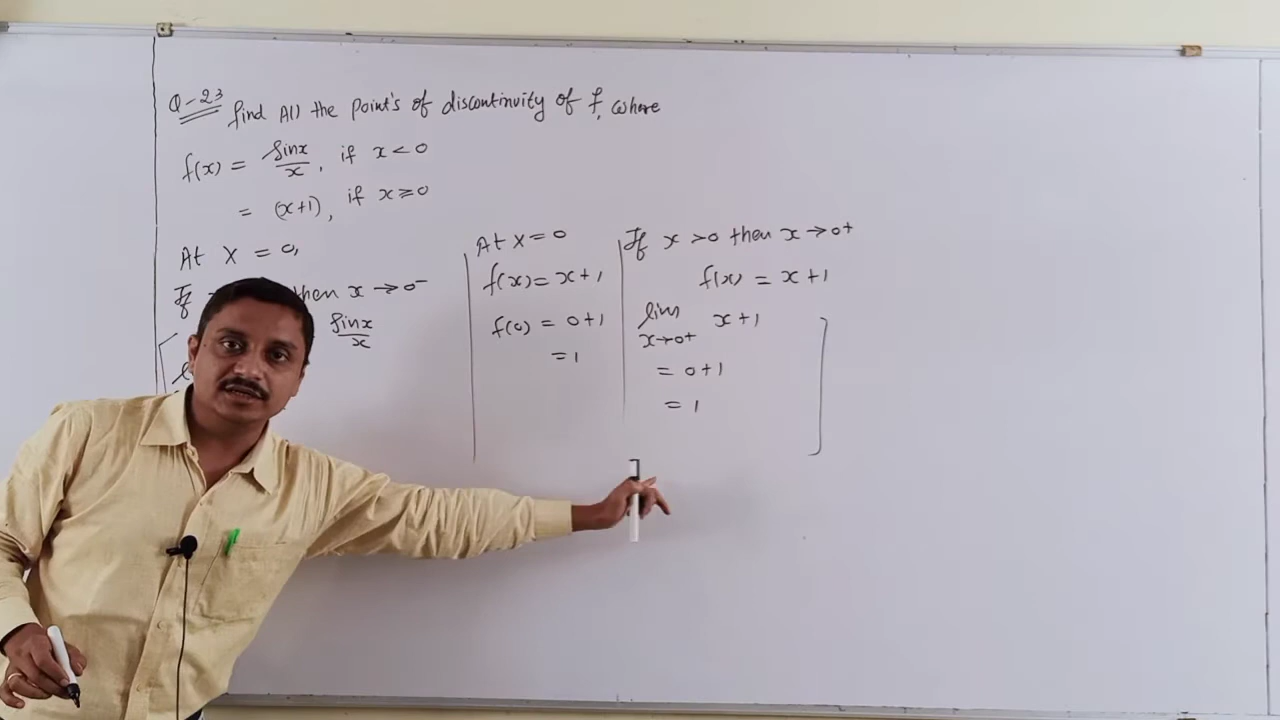 Q-23 find All the point's of discontinuity of f, where
f(x) = sinx/x, if x < 0
= (x+1), if x ≥ 0
At x = 0,
If then x → 0⁻
sinx/x
At x = 0
f(x) = x+1
f(0) = 0+1
= 1
If x > 0 then x → 0⁺
f(x) = x+1
lim x→0⁺ x+1
= 0+1
= 1